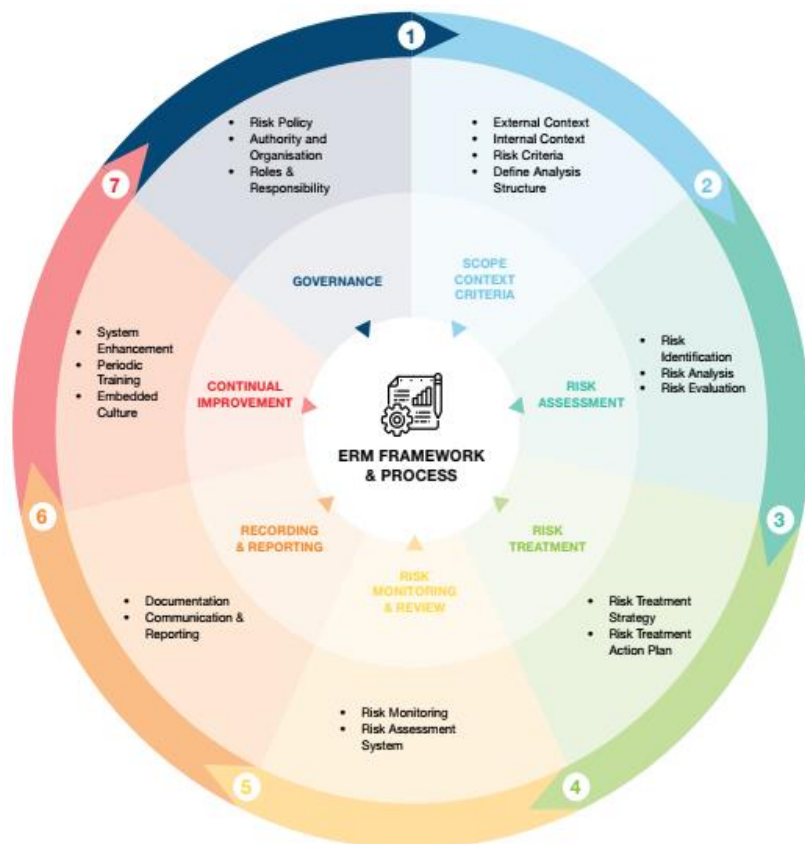 1
• Risk Policy
• Authority and
Organisation
• Roles &
Responsibility
GOVERNANCE
• External Context
• Internal Context
• Risk Criteria
• Define Analysis
Structure
SCOPE
CONTEXT
CRITERIA
2
• Risk
Identification
• Risk Analysis
• Risk Evaluation
RISK
ASSESSMENT
3
• Risk Treatment
Strategy
• Risk Treatment
Action Plan
RISK
TREATMENT
4
• Risk Monitoring
• Risk Assessment
System
RISK
MONITORING
& REVIEW
5
• Documentation
• Communication &
Reporting
RECORDING
& REPORTING
6
• System
Enhancement
• Periodic
Training
• Embedded
Culture
CONTINUAL
IMPROVEMENT
7
ERM FRAMEWORK
& PROCESS